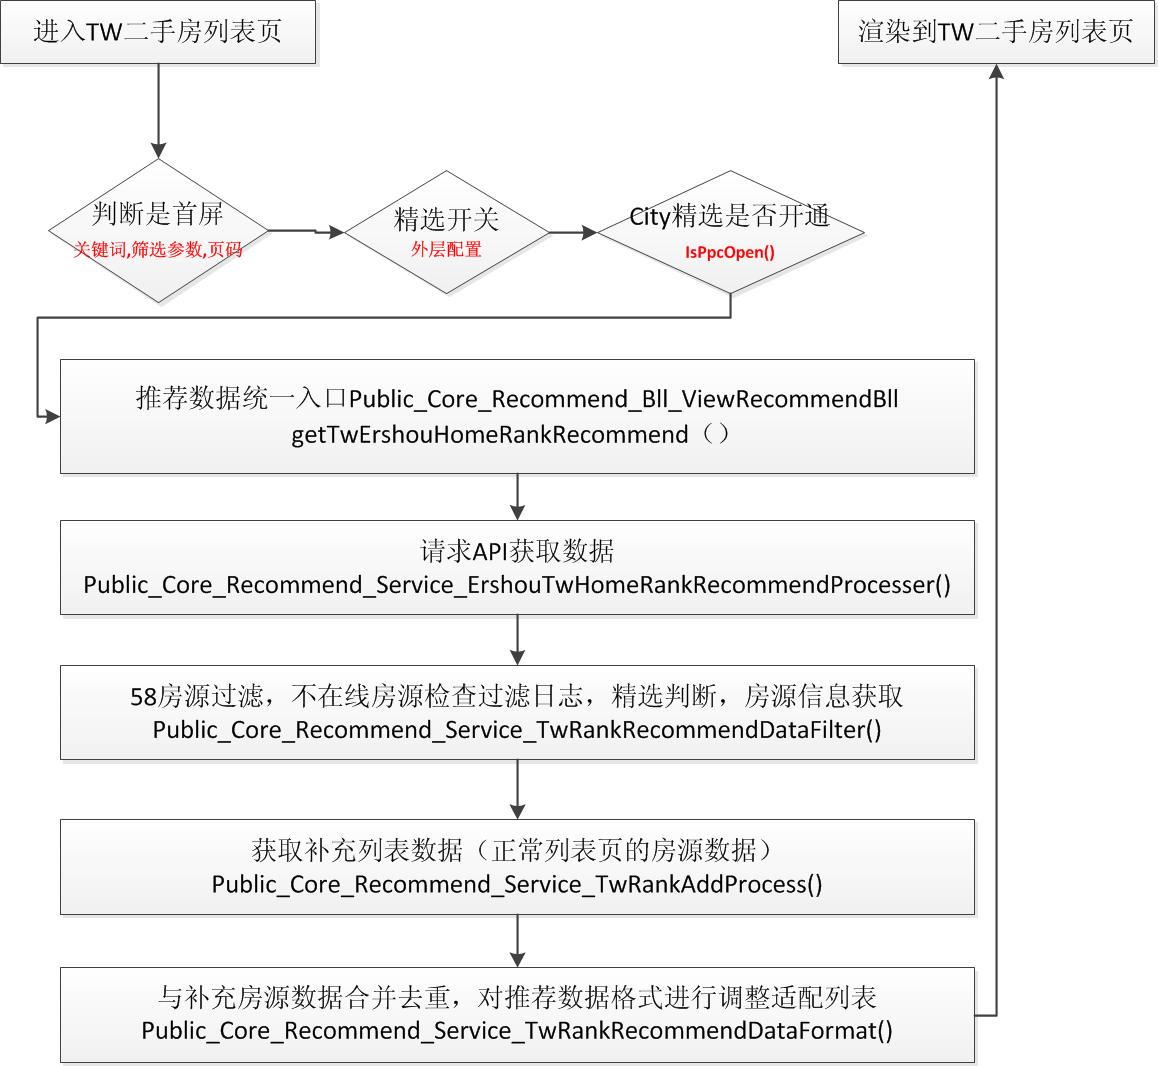 进入TW二手房列表页
渲染到TW二手房列表页
判断是首屏
关键词,筛选参数,页码
精选开关
外层配置
City精选是否开通
IsPpcOpen()
推荐数据统一入口Public_Core_Recommend_Bll_ViewRecommendBll
getTwErshouHomeRankRecommend（）
请求API获取数据
Public_Core_Recommend_Service_ErshouTwHomeRankRecommendProcesser()
58房源过滤，不在线房源检查过滤日志，精选判断，房源信息获取
Public_Core_Recommend_Service_TwRankRecommendDataFilter()
获取补充列表数据（正常列表页的房源数据）
Public_Core_Recommend_Service_TwRankAddProcess()
与补充房源数据合并去重，对推荐数据格式进行调整适配列表
Public_Core_Recommend_Service_TwRankRecommendDataFormat()